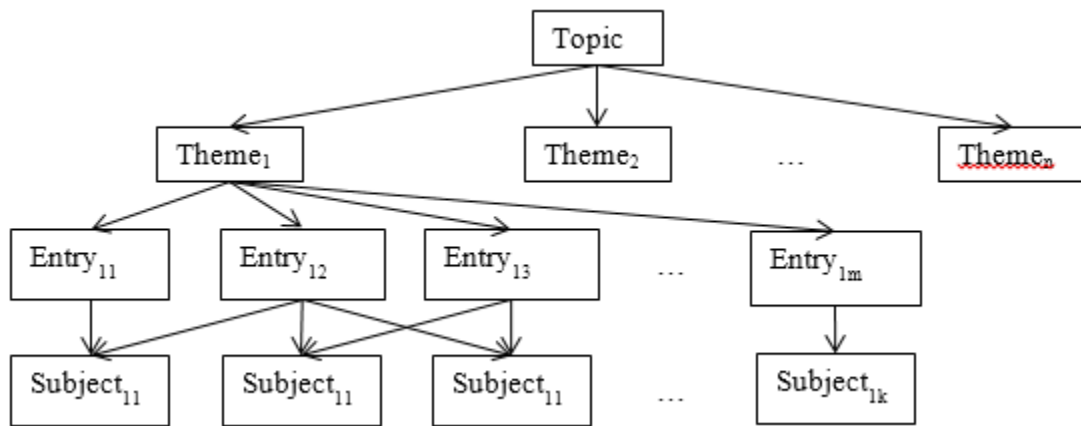 Topic
Theme₁ Theme₂ ... Themeₙ
Entry₁₁ Entry₁₂ Entry₁₃ ... Entry₁ₘ
Subject₁₁ Subject₁₁ Subject₁₁ ... Subject₁ₖ